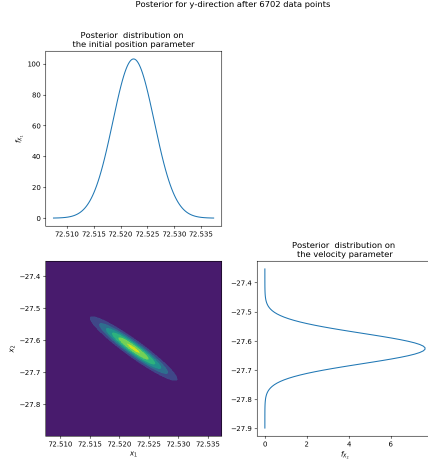 Posterior for y-direction after 6702 data points
Posterior distribution on
the initial position parameter
100
80
60
40
20
0
72.510 72.515 72.520 72.525 72.530 72.535
Posterior distribution on
the velocity parameter
−27.4
−27.5
−27.6
−27.7
−27.8
x₂
72.510 72.515 72.520 72.525 72.530 72.535
x₁
−27.4
−27.5
−27.6
−27.7
−27.8
−27.9
0 2 4 6